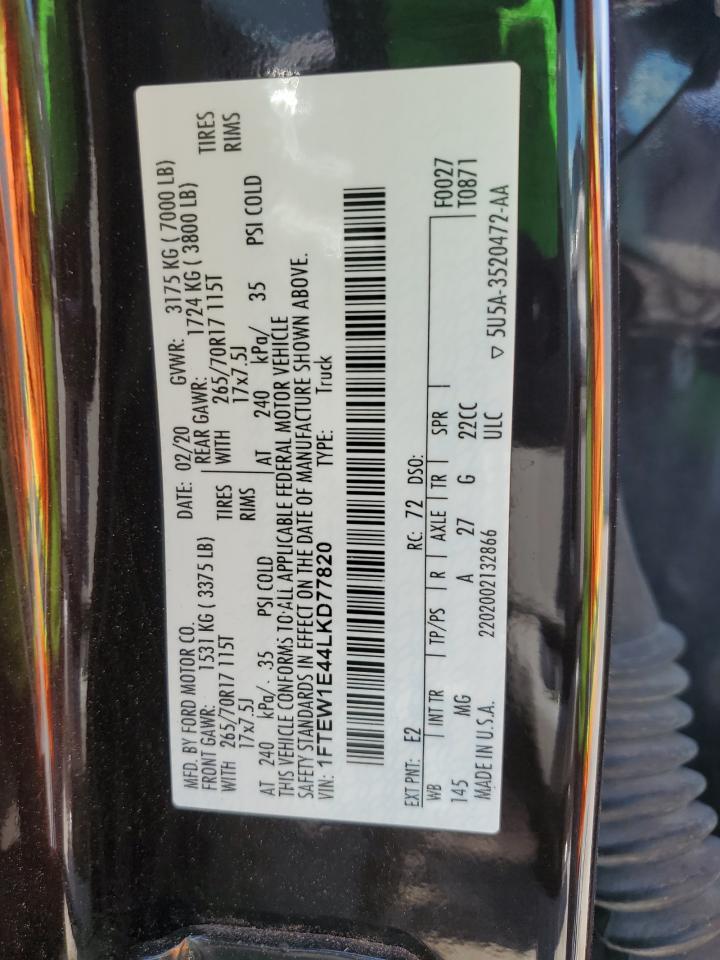 MFD. BY FORD MOTOR CO.
DATE: 02/20 GVWR: 3175 KG ( 7000 LB)
FRONT GAWR: 1531 KG ( 3375 LB) REAR GAWR: 1724 KG ( 3800 LB)
WITH 265/70R17 115T TIRES WITH 265/70R17 115T TIRES
17x7.5J RIMS 17x7.5J RIMS
AT 240 kPa/ 35 PSI COLD AT 240 kPa/ 35 PSI COLD
THIS VEHICLE CONFORMS TO ALL APPLICABLE FEDERAL MOTOR VEHICLE
SAFETY STANDARDS IN EFFECT ON THE DATE OF MANUFACTURE SHOWN ABOVE.
VIN: 1FTEW1E44LKD77820 TYPE: Truck
EXT PNT: E2 RC: 72 DSO: F0027
WB INT TR TP/PS R AXLE TR SPR T0871
145 MG A 27 G 22CC
MADE IN U.S.A. 2202002132866 ULC ▽ 5U5A-3520472-AA